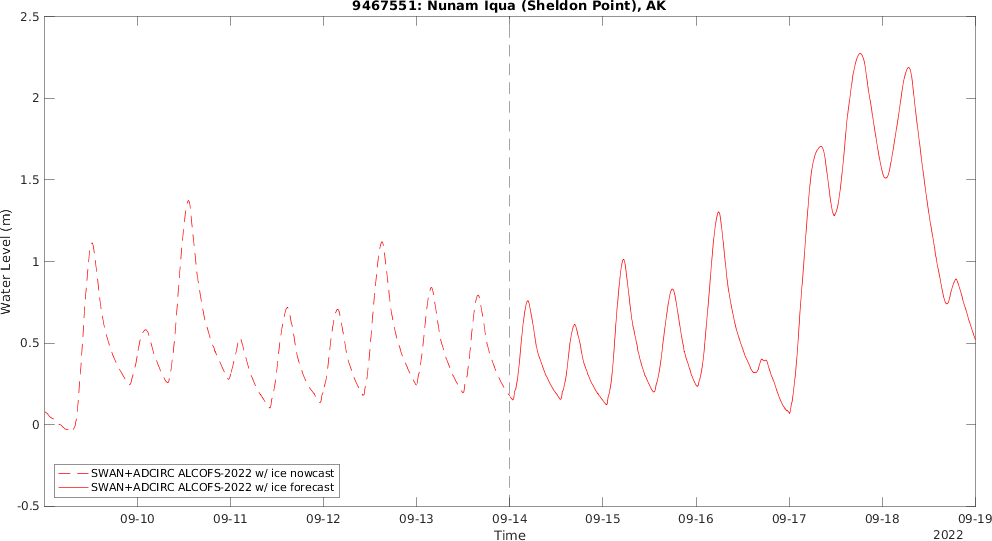 9467551: Nunam Iqua (Sheldon Point), AK
2.5
2
1.5
1
0.5
0
-0.5
Water Level (m)
SWAN+ADCIRC ALCOFS-2022 w/ ice nowcast
SWAN+ADCIRC ALCOFS-2022 w/ ice forecast
09-10 09-11 09-12 09-13 09-14 09-15 09-16 09-17 09-18 09-19
Time
2022